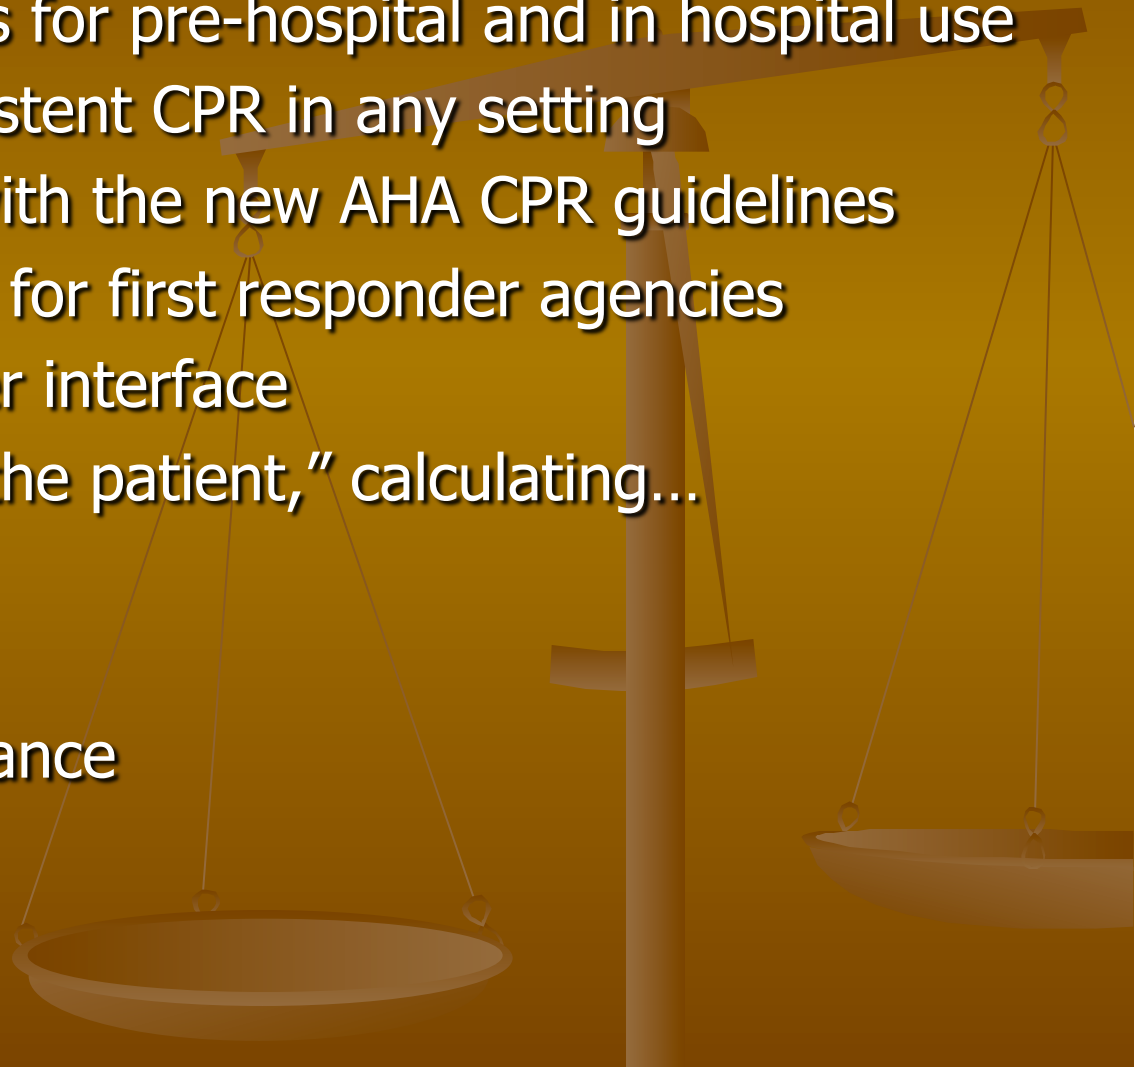 s for pre-hospital and in hospital use
stent CPR in any setting
ith the new AHA CPR guidelines
for first responder agencies
r interface
he patient,” calculating…
ance